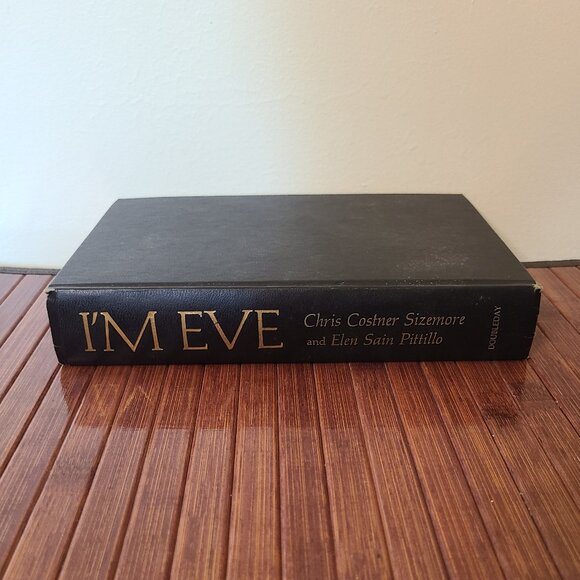 I'M EVE
Chris Costner Sizemore
and Elen Sain Pittillo
DOUBLEDAY